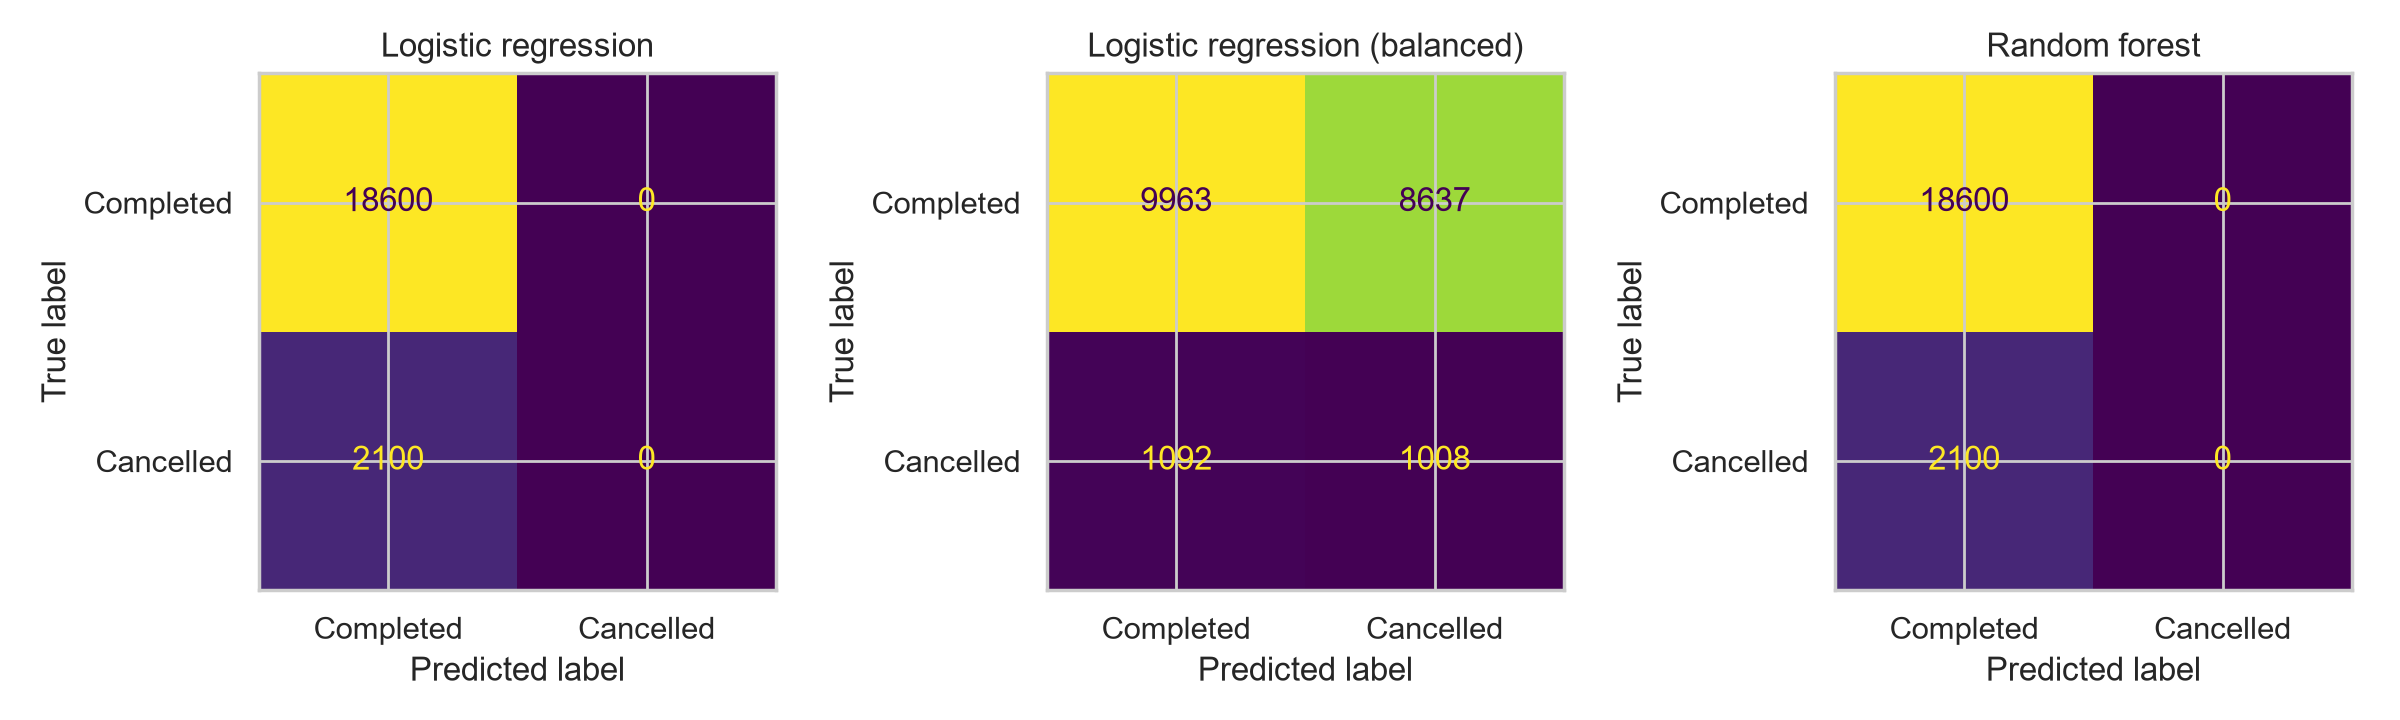 Logistic regression
True label
Completed
18600
0
Cancelled
2100
0
Completed
Cancelled
Predicted label
Logistic regression (balanced)
True label
Completed
9963
8637
Cancelled
1092
1008
Completed
Cancelled
Predicted label
Random forest
True label
Completed
18600
0
Cancelled
2100
0
Completed
Cancelled
Predicted label